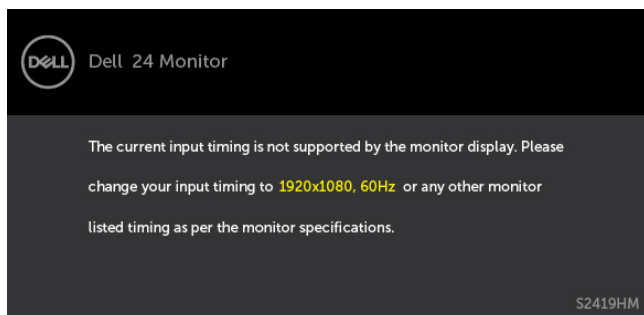 DELL Dell 24 Monitor
The current input timing is not supported by the monitor display. Please
change your input timing to 1920x1080, 60Hz or any other monitor
listed timing as per the monitor specifications.
S2419HM